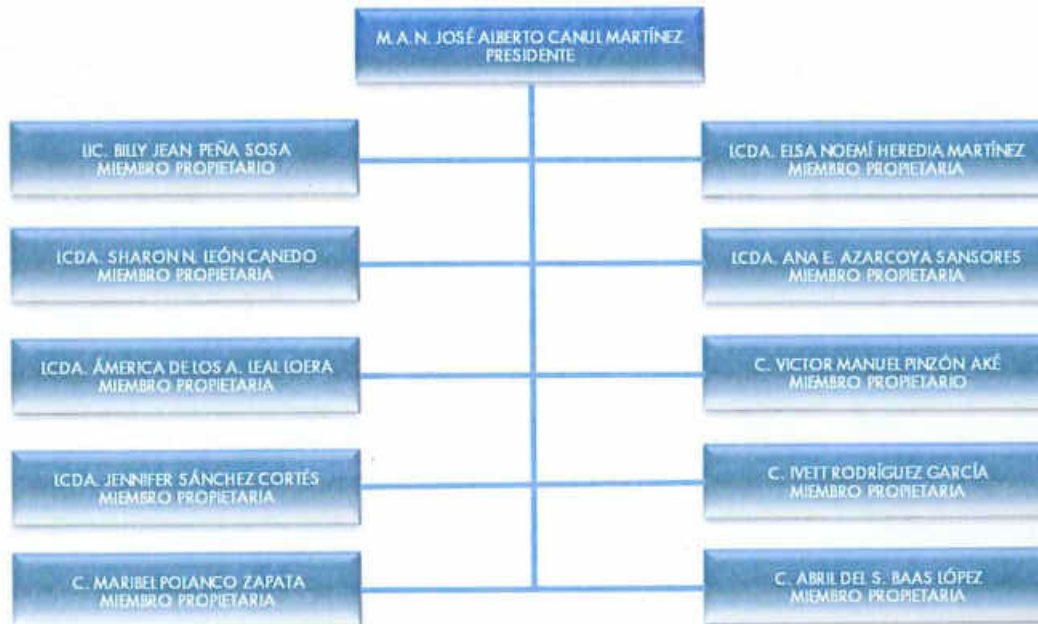 M. A. N. JOSÉ ALBERTO CANUL MARTÍNEZ
PRESIDENTE
LIC. BILLY JEAN PEÑA SOSA
MIEMBRO PROPIETARIO
LCDA. ELSA NOEMÍ HEREDIA MARTÍNEZ
MIEMBRO PROPIETARIA
LCDA. SHARON N. LEÓN CANEDO
MIEMBRO PROPIETARIA
LCDA. ANA E. AZARCOYA SANSORES
MIEMBRO PROPIETARIA
LCDA. ÁMERICA DE LOS A. LEAL LOERA
MIEMBRO PROPIETARIA
C. VICTOR MANUEL PINZÓN AKÉ
MIEMBRO PROPIETARIO
LCDA. JENNIFER SÁNCHEZ CORTÉS
MIEMBRO PROPIETARIA
C. IVETT RODRÍGUEZ GARCÍA
MIEMBRO PROPIETARIA
C. MARIBEL POLANCO ZAPATA
MIEMBRO PROPIETARIA
C. ABRIL DEL S. BAAS LÓPEZ
MIEMBRO PROPIETARIA